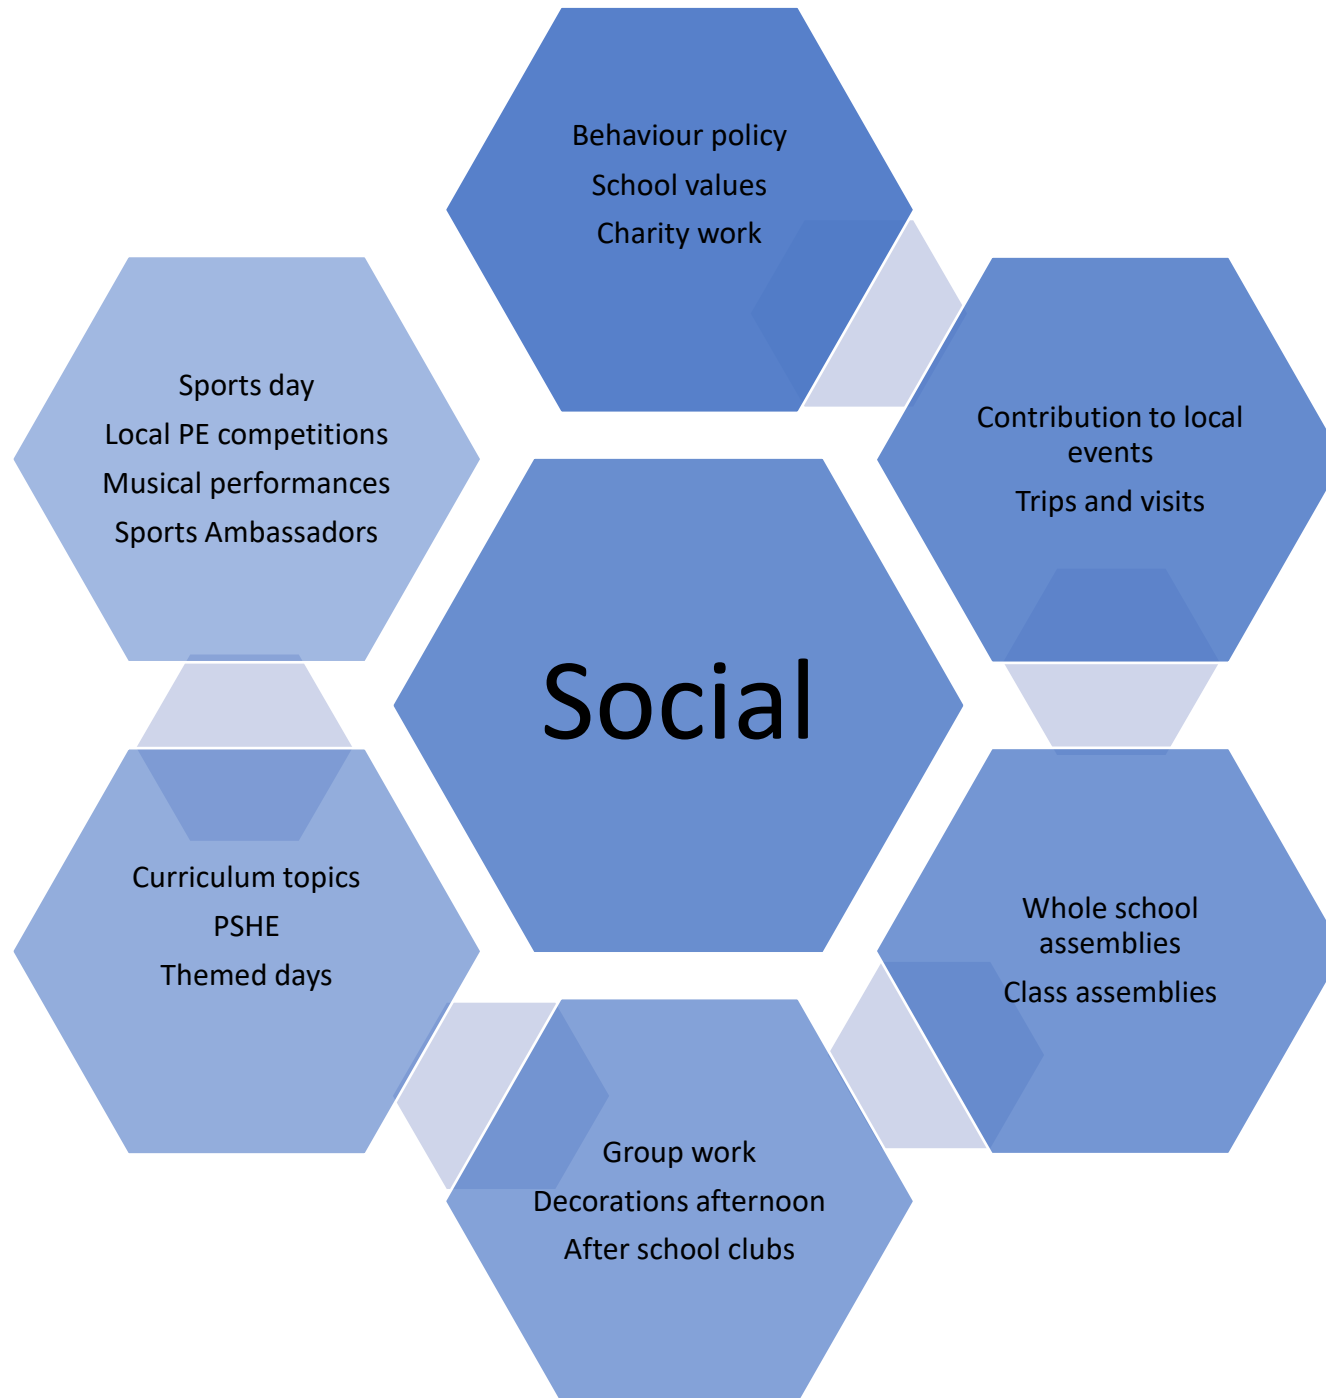 Behaviour policy
School values
Charity work
Contribution to local
events
Trips and visits
Whole school
assemblies
Class assemblies
Group work
Decorations afternoon
After school clubs
Curriculum topics
PSHE
Themed days
Sports day
Local PE competitions
Musical performances
Sports Ambassadors
Social